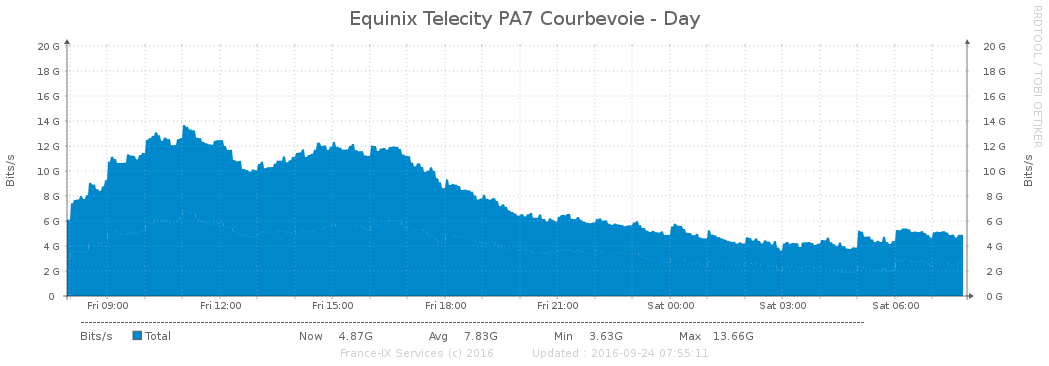 Equinix Telecity PA7 Courbevoie - Day
RRDTOOL / TOBI OETIKER
Bits/s
20 G 20 G
18 G 18 G
16 G 16 G
14 G 14 G
12 G 12 G
10 G 10 G
8 G 8 G
6 G 6 G
4 G 4 G
2 G 2 G
0 0 G
Bits/s
Fri 09:00 Fri 12:00 Fri 15:00 Fri 18:00 Fri 21:00 Sat 00:00 Sat 03:00 Sat 06:00
Bits/s Total Now 4.87G Avg 7.83G Min 3.63G Max 13.66G
France-IX Services (c) 2016 Updated : 2016-09-24 07:55:11